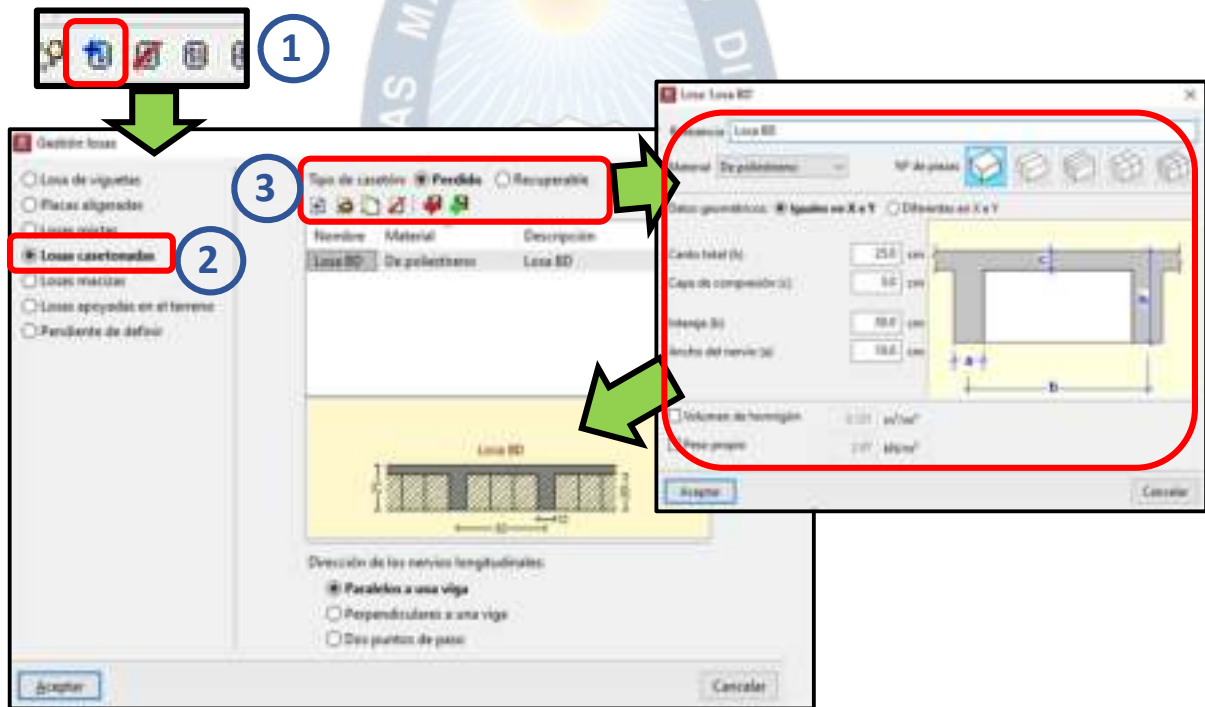 1
AS MA
DI
Gestión losas
Losa de viguetas
Placas aligeradas
Losas mixtas
Losas casetonadas
2
Losas macizas
Losas apoyadas en el terreno
Pendiente de definir
3
Tipo de casetón: Perdido Recuperable
Nombre Material Descripción
Losa BD De poliestireno Losa BD
Losa BD
Dirección de los nervios longitudinales
Paralelos a una viga
Perpendiculares a una viga
Dos puntos de paso
Aceptar
Cancelar
Losa: Losa BD
Referencia Losa BD
Material De poliestireno Nº de piezas
Datos geométricos: Iguales en X e Y Diferentes en X e Y
Canto total (h) 25.0 cm
Capa de compresión (c) 5.0 cm
Intereje (b) cm
Ancho del nervio (a) 10.0 cm
c
a
b
Volumen de hormigón m³/m²
Peso propio kN/m²
Aceptar
Cancelar